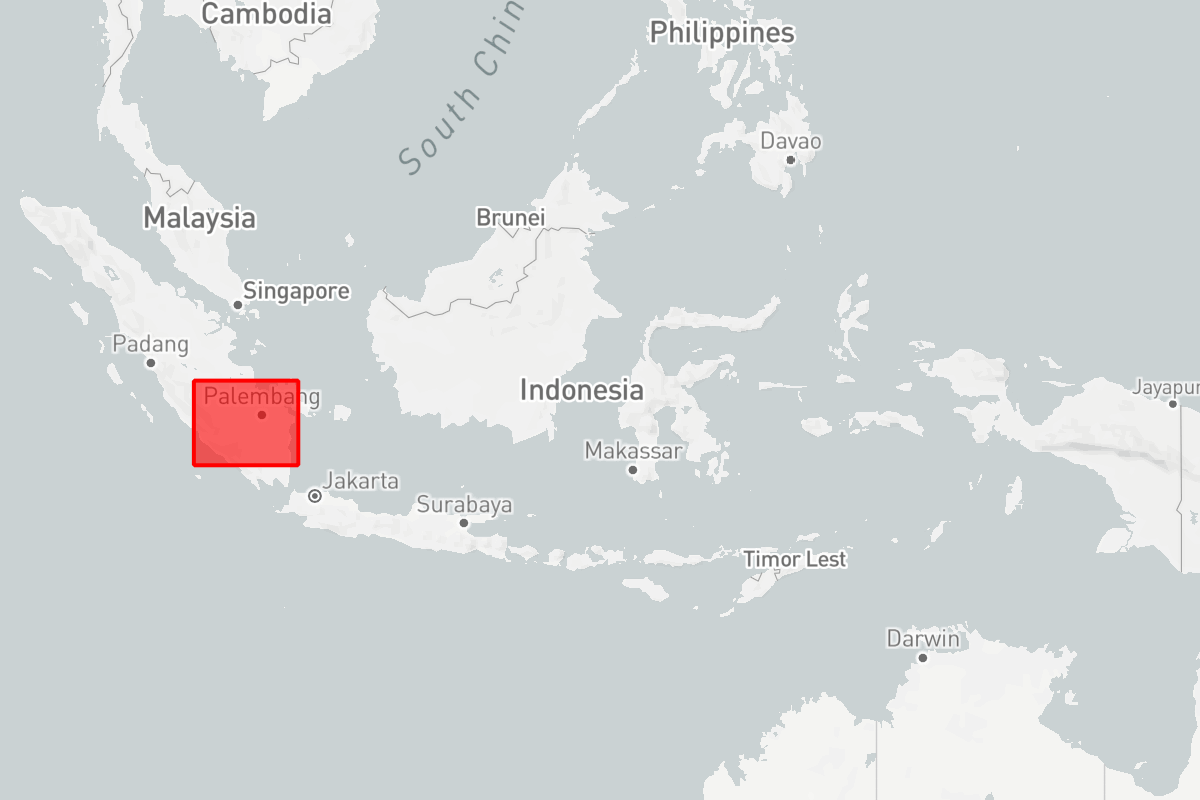 Cambodia
South Chin
Philippines
Davao
Malaysia
Brunei
Singapore
Padang
Palembang
Indonesia
Jayapur
Makassar
Jakarta
Surabaya
Timor Lest
Darwin